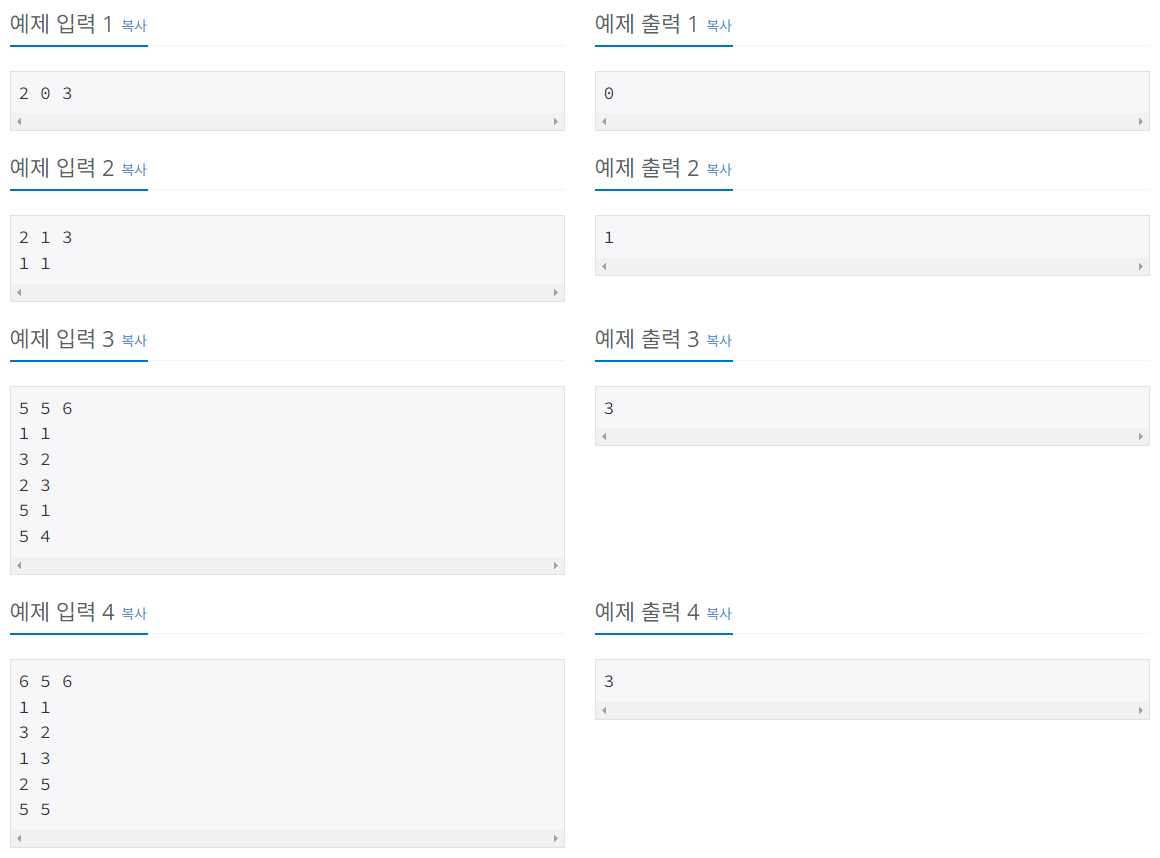 예제 입력 1 복사
2 0 3
예제 출력 1 복사
0
예제 입력 2 복사
2 1 3
1 1
예제 출력 2 복사
1
예제 입력 3 복사
5 5 6
1 1
3 2
2 3
5 1
5 4
예제 출력 3 복사
3
예제 입력 4 복사
6 5 6
1 1
3 2
1 3
2 5
5 5
예제 출력 4 복사
3